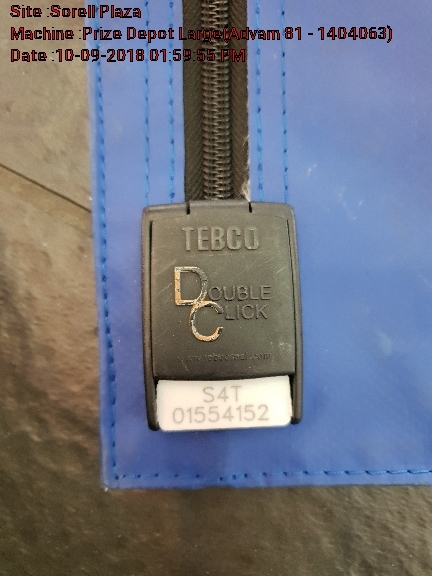 Site :Sorell Plaza
Machine :Prize Depot Large(Advam 81 - 1404063)
Date :10-09-2018 01:59:55 PM
TEBCO
DOUBLE
CLICK
S4T
01554152